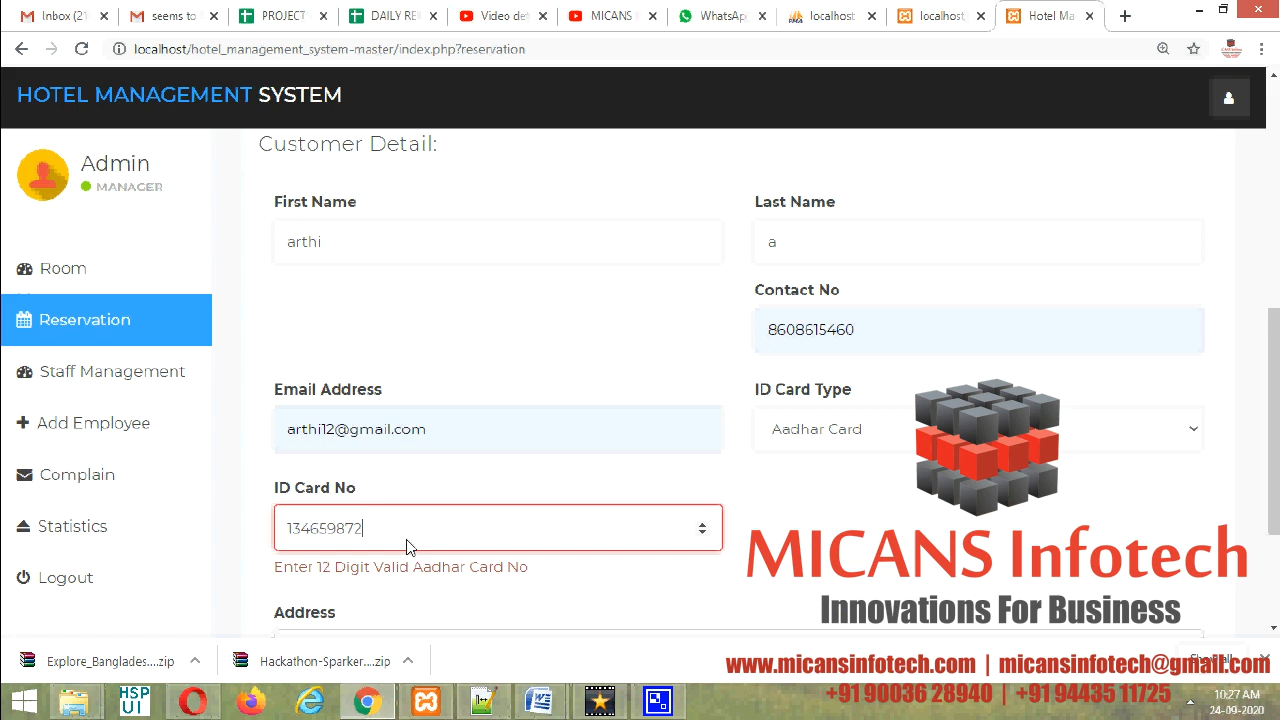 Inbox (21
seems to
PROJECT
DAILY RE
Video.de
MICANS
WhatsAp
localhost
localhost
Hotel Ma
localhost/hotel_management_system-master/index.php?reservation
HOTEL MANAGEMENT SYSTEM
Admin
MANAGER
Room
Reservation
Staff Management
Add Employee
Complain
Statistics
Logout
Customer Detail:
First Name
Last Name
arthi
a
Contact No
8608615460
Email Address
ID Card Type
arthi12@gmail.com
Aadhar Card
ID Card No
134659872
Enter 12 Digit Valid Aadhar Card No
Address
MICANS Infotech
Innovations For Business
www.micansinfotech.com | micansinfotech@gmail.com
+91 90036 28940 | +91 94435 11725
Explore_Banglades....zip
Hackathon-Sparker....zip
Show all
HSP
UI
10:27 AM
24-09-2020